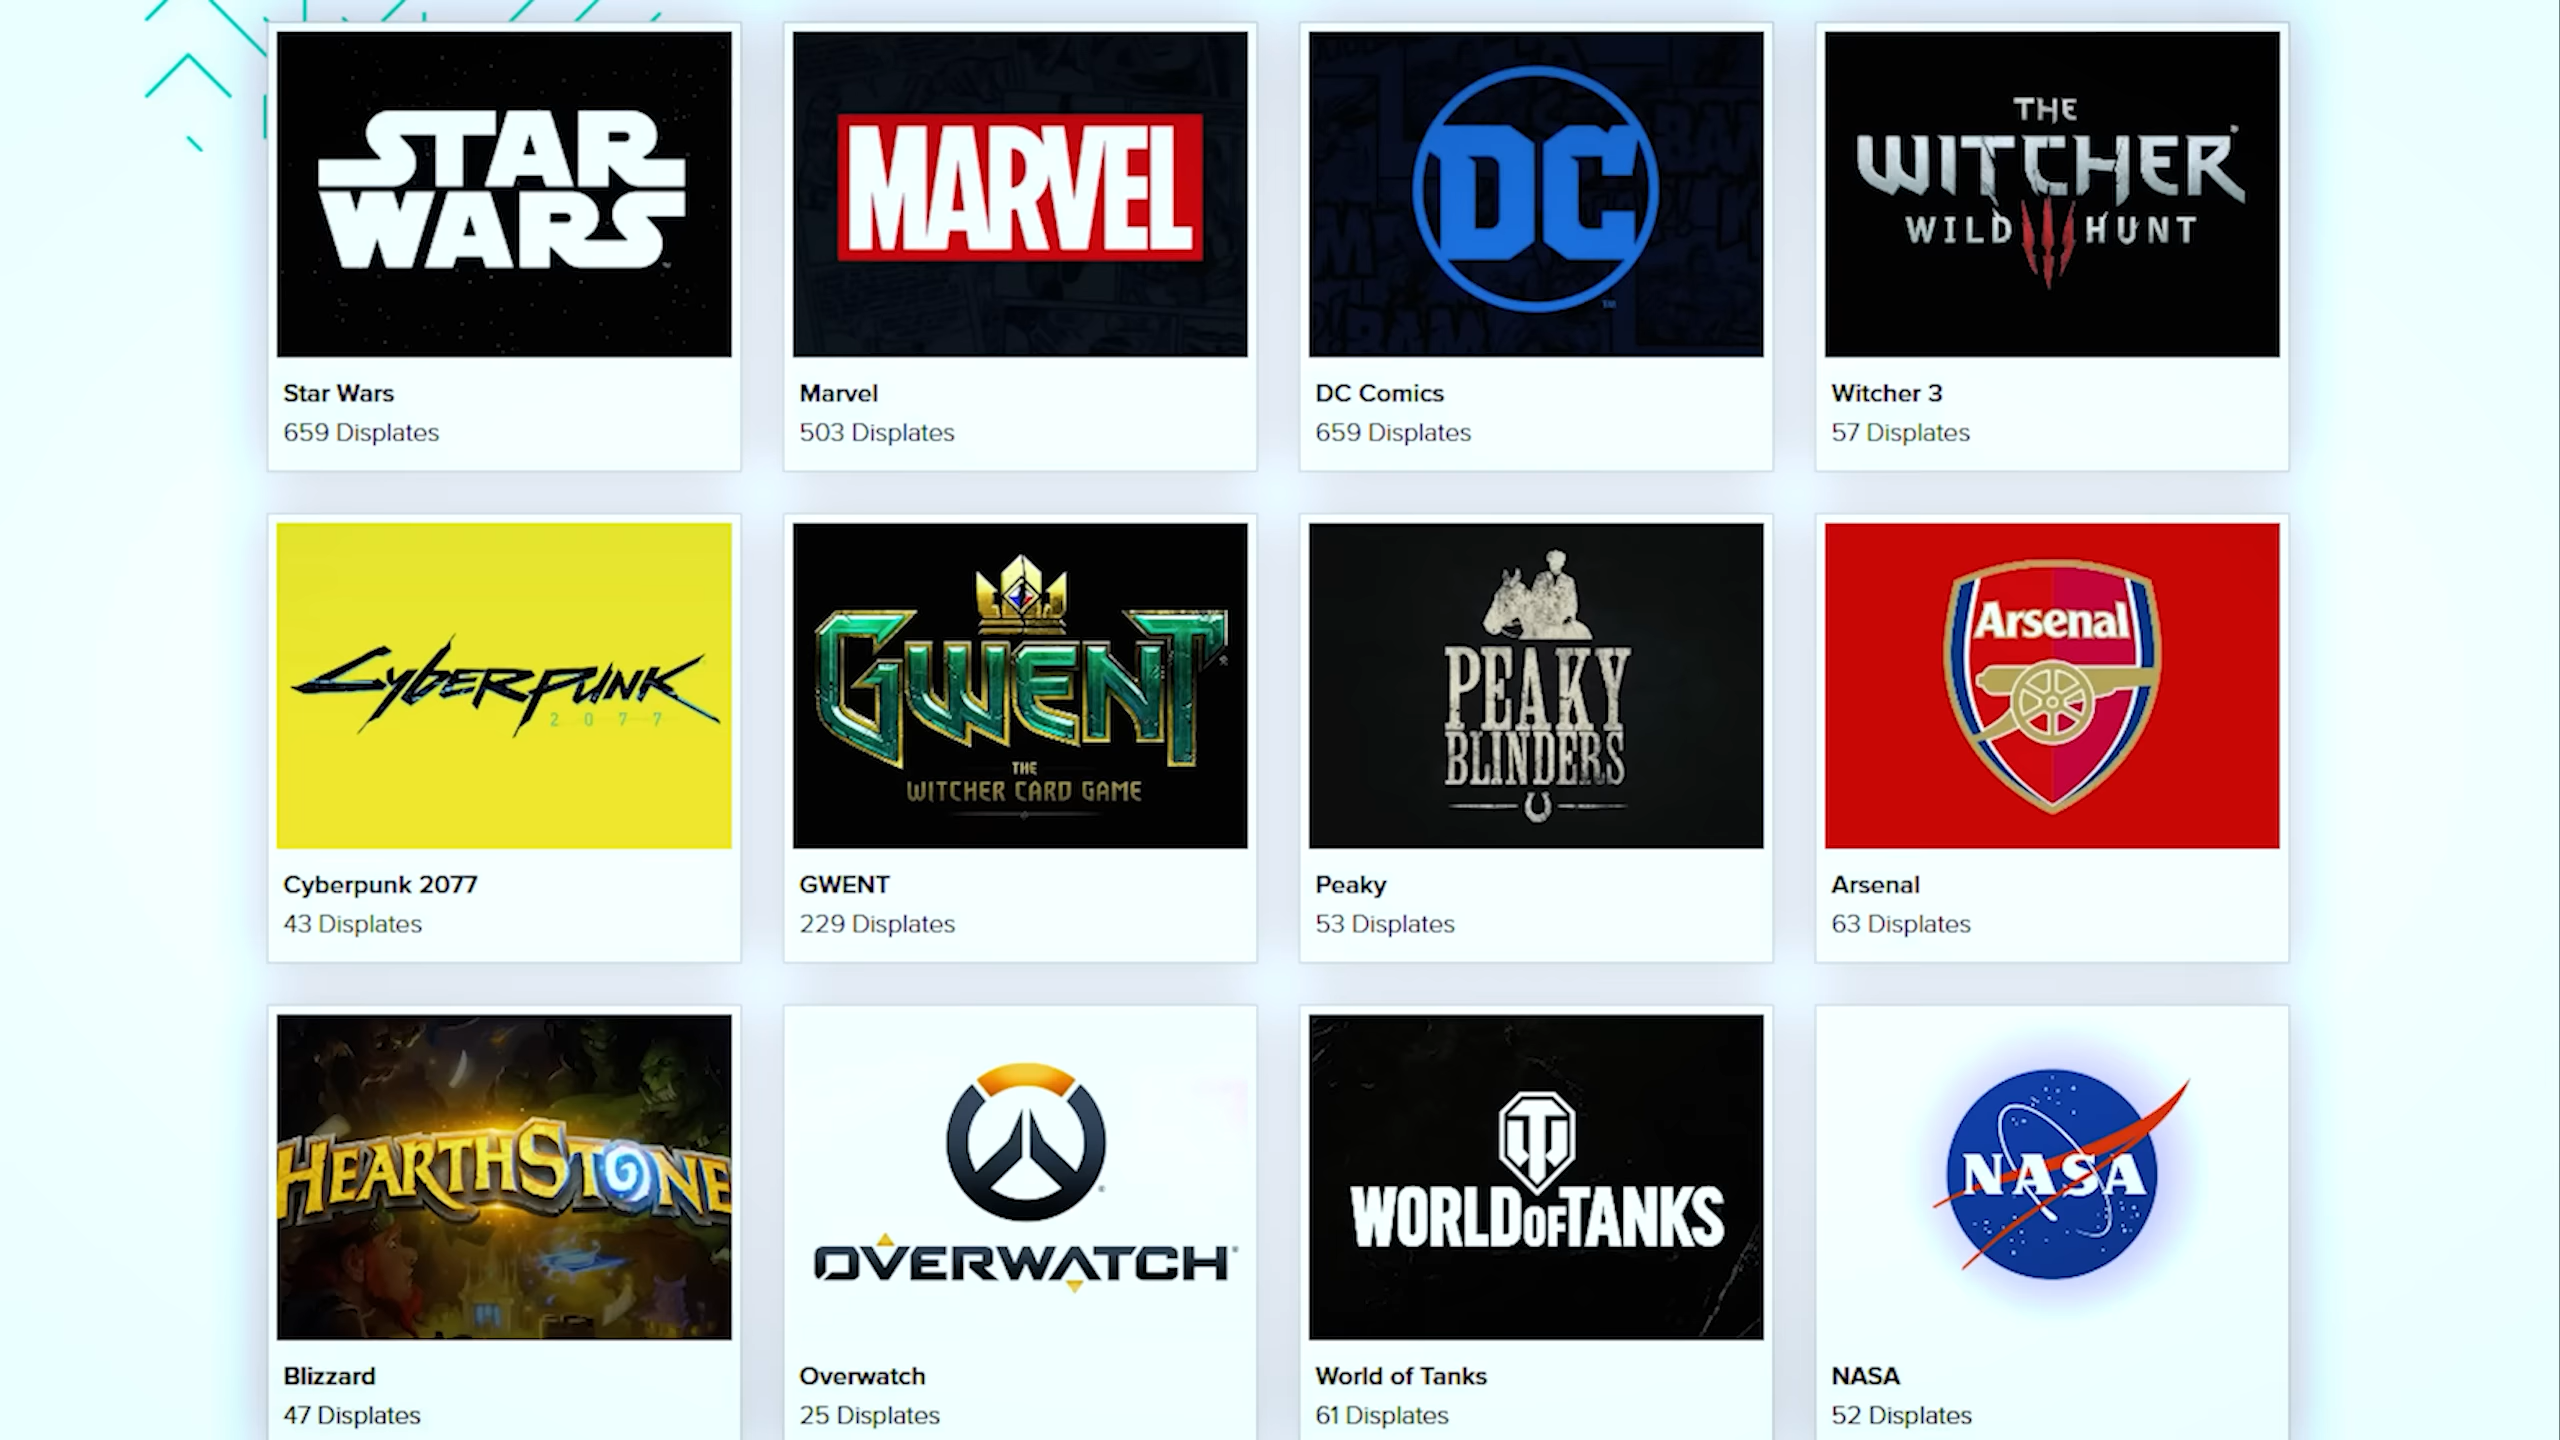 STAR
WARS
Star Wars
659 Displates
MARVEL
Marvel
503 Displates
DC
TM
DC Comics
659 Displates
THE
WITCHER
WILD HUNT
Witcher 3
57 Displates
CYBERPUNK
2077
Cyberpunk 2077
43 Displates
GWENT
THE
WITCHER CARD GAME
GWENT
229 Displates
PEAKY
BLINDERS
Peaky
53 Displates
Arsenal
Arsenal
63 Displates
HEARTHSTONE
Blizzard
47 Displates
OVERWATCH
Overwatch
25 Displates
WORLD OF TANKS
World of Tanks
61 Displates
NASA
NASA
52 Displates